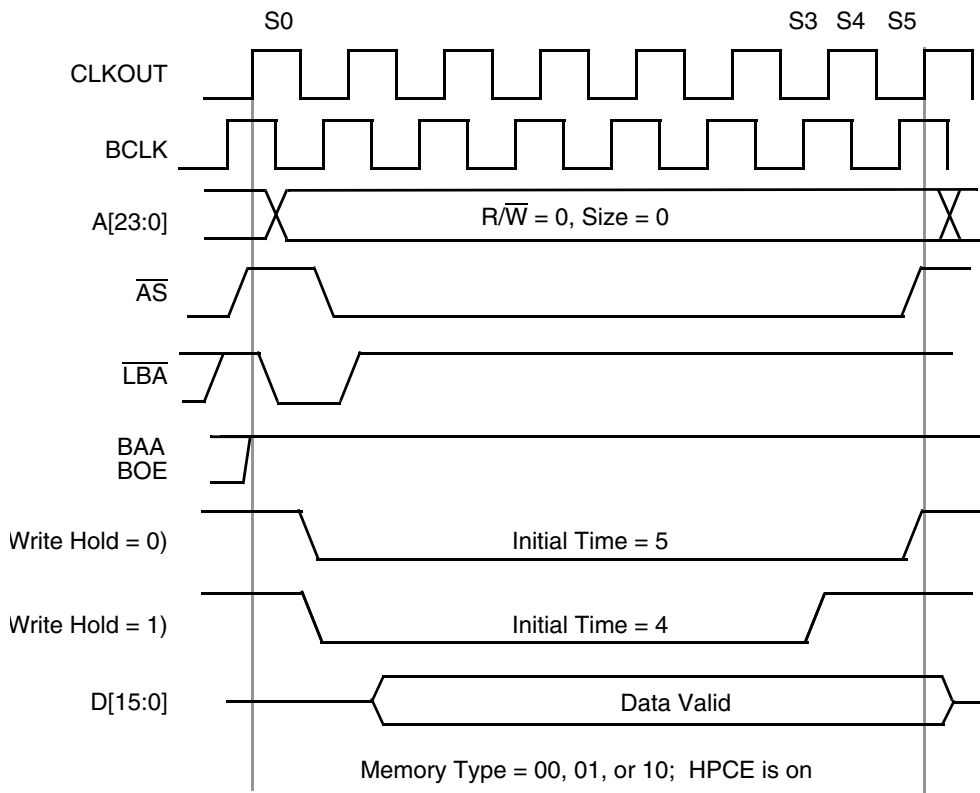 S0 S3 S4 S5
CLKOUT
BCLK
A[23:0] R/W̅ = 0, Size = 0
A̅S̅
L̅B̅A̅
BAA
BOE
Write Hold = 0) Initial Time = 5
Write Hold = 1) Initial Time = 4
D[15:0] Data Valid
Memory Type = 00, 01, or 10; HPCE is on